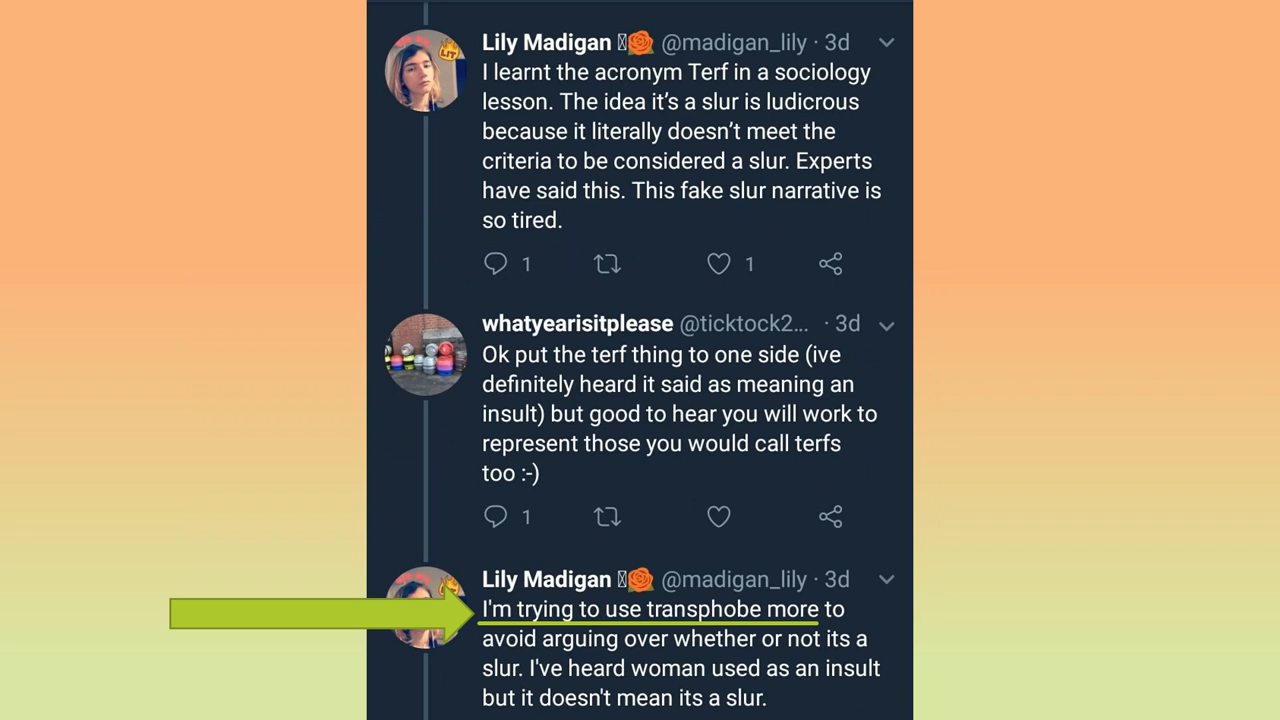 Lily Madigan @madigan_lily · 3d
I learnt the acronym Terf in a sociology
lesson. The idea it’s a slur is ludicrous
because it literally doesn’t meet the
criteria to be considered a slur. Experts
have said this. This fake slur narrative is
so tired.
1 1
whatyearisitplease @ticktock2... · 3d
Ok put the terf thing to one side (ive
definitely heard it said as meaning an
insult) but good to hear you will work to
represent those you would call terfs
too :-)
1
Lily Madigan @madigan_lily · 3d
I'm trying to use transphobe more to
avoid arguing over whether or not its a
slur. I've heard woman used as an insult
but it doesn't mean its a slur.